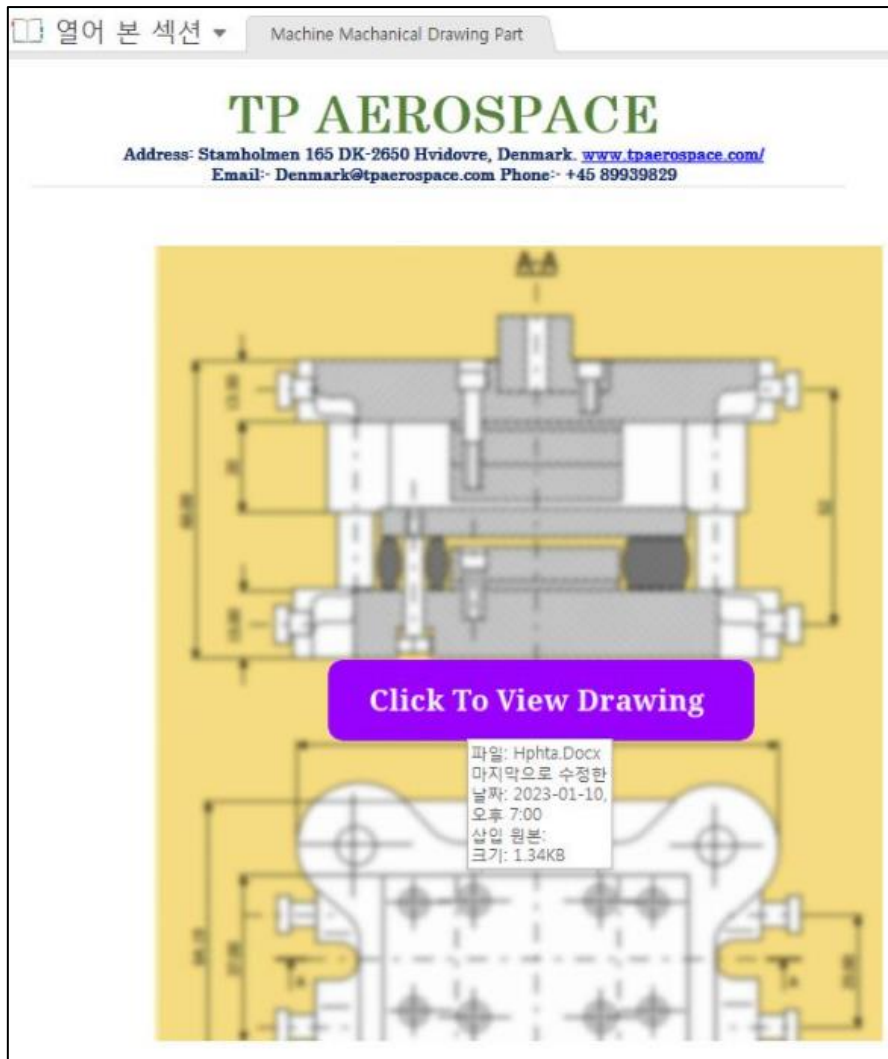 열어 본 섹션
Machine Machanical Drawing Part
TP AEROSPACE
Address: Stamholmen 165 DK-2650 Hvidovre, Denmark. www.tpaerospace.com/
Email:- Denmark@tpaerospace.com Phone:- +45 89939829
A-A
Click To View Drawing
파일: Hphta.Docx
마지막으로 수정한
날짜: 2023-01-10,
오후 7:00
삽입 원본:
크기: 1.34KB